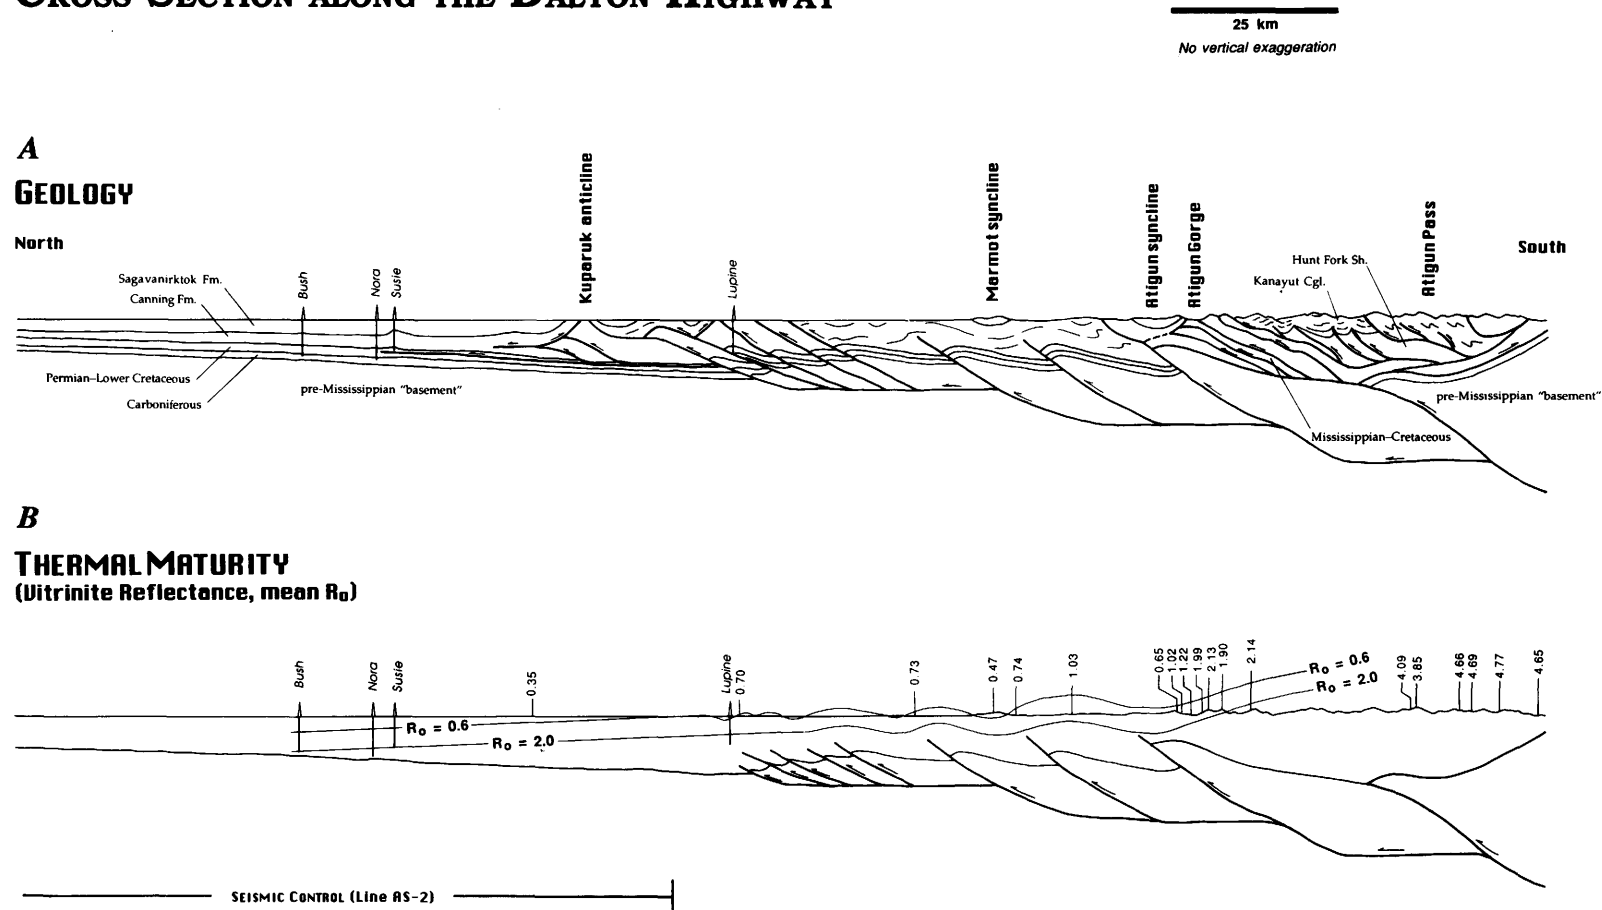 CROSS SECTION ALONG THE DALTON HIGHWAY
25 km
No vertical exaggeration
A
GEOLOGY
North
South
Kuparuk anticline
Marmot syncline
Atigun syncline
Atigun Gorge
Atigun Pass
Hunt Fork Sh.
Kanayut Cgl.
Sagavanirktok Fm.
Canning Fm.
Bush
Nora
Susie
Lupine
Permian–Lower Cretaceous
Carboniferous
pre-Mississippian "basement"
pre-Mississippian "basement"
Mississippian–Cretaceous
B
THERMAL MATURITY
(Vitrinite Reflectance, mean Ro)
Bush
Nora
Susie
0.35
Lupine
0.70
0.73
0.47
0.74
1.03
0.65
1.02
1.22
1.99
2.13
1.90
2.14
Ro = 0.6
Ro = 2.0
4.09
3.85
4.66
4.69
4.77
4.65
Ro = 0.6
Ro = 2.0
SEISMIC CONTROL (Line AS-2)